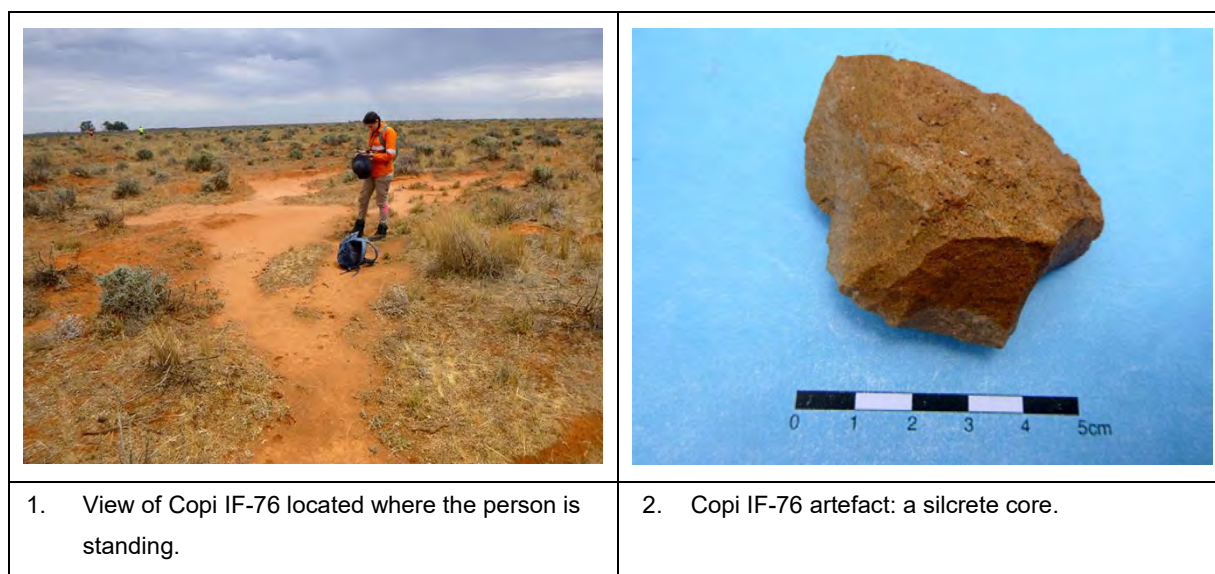 0 1 2 3 4 5cm
1. View of Copi IF-76 located where the person is
standing.
2. Copi IF-76 artefact: a silcrete core.